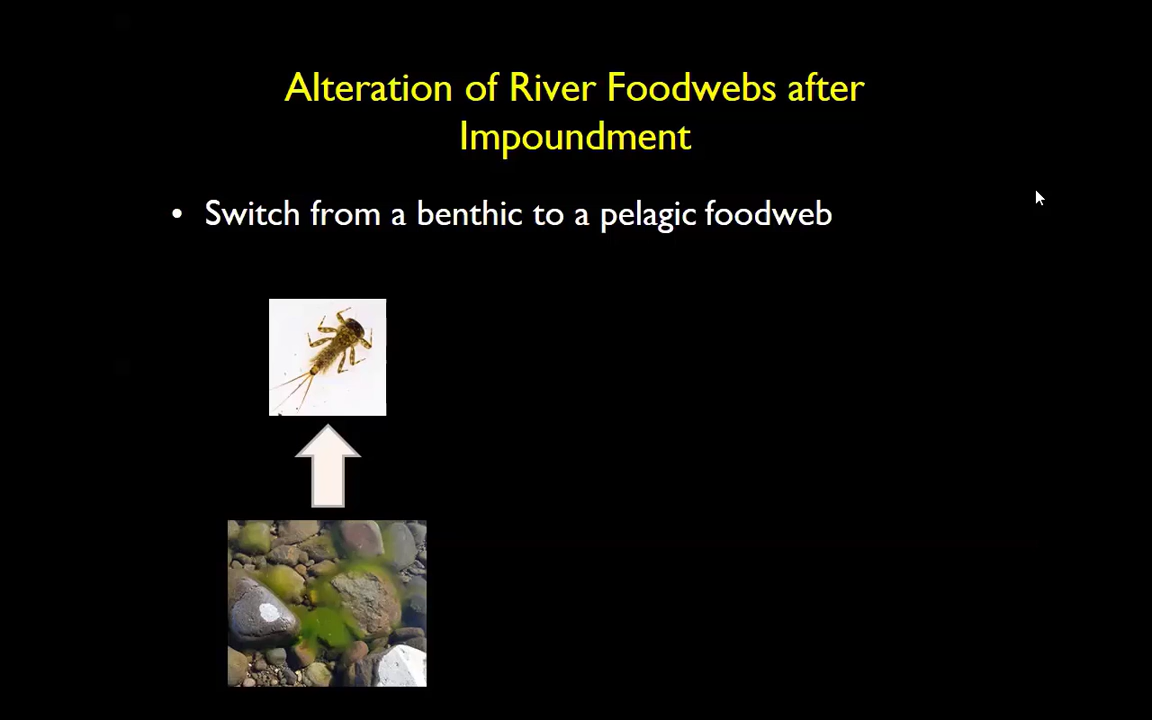 Alteration of River Foodwebs after
Impoundment
• Switch from a benthic to a pelagic foodweb